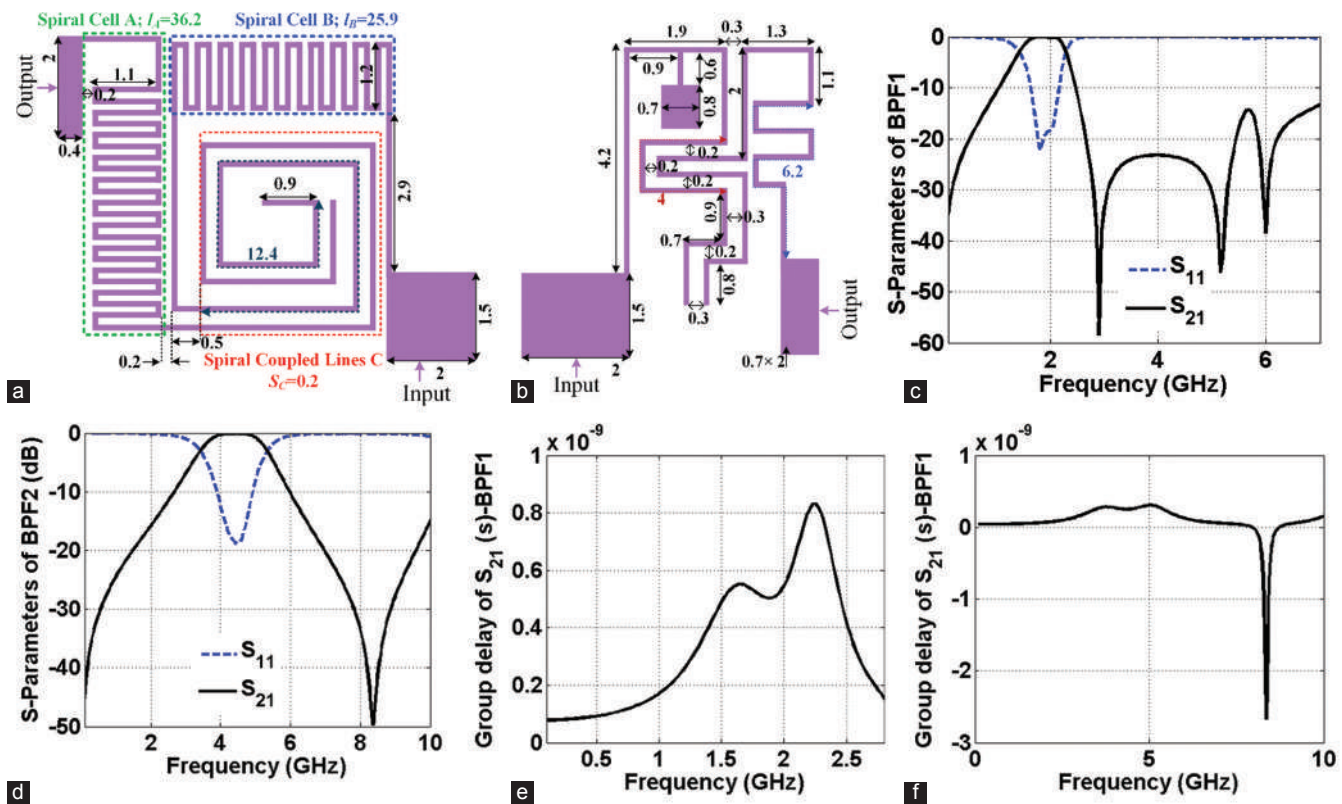 Spiral Cell A; lA=36.2
Spiral Cell B; lB=25.9
2
Output
0.4
1.1
0.2
1.2
2.9
0.9
12.4
0.5
0.2
Spiral Coupled Lines C
SC=0.2
1.5
2
Input
a
1.9
0.3
1.3
0.9
0.6
2
1.1
0.7
0.8
4.2
0.2
0.2
0.2
6.2
4
0.9
0.3
0.7
0.2
0.8
0.3
1.5
2
Input
Output
0.7×2
b
S-Parameters of BPF1
0
-10
-20
-30
-40
-50
-60
2
4
6
Frequency (GHz)
S11
S21
c
S-Parameters of BPF2 (dB)
0
-10
-20
-30
-40
-50
2
4
6
8
10
Frequency (GHz)
S11
S21
d
x 10-9
Group delay of S21 (s)-BPF1
1
0.8
0.6
0.4
0.2
0
0.5
1
1.5
2
2.5
Frequency (GHz)
e
x 10-9
Group delay of S21 (s)-BPF1
1
0
-1
-2
-3
0
5
10
Frequency (GHz)
f